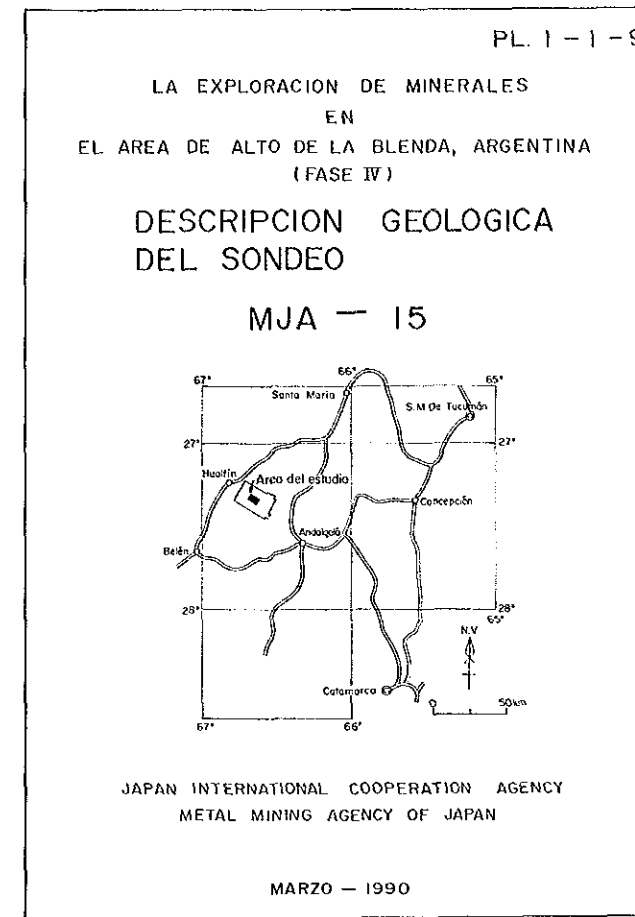 PL. 1 - 1 - 9
LA EXPLORACION DE MINERALES
EN
EL AREA DE ALTO DE LA BLENDA, ARGENTINA
(FASE IV)
DESCRIPCION GEOLOGICA
DEL SONDEO
MJA — 15
67° 66° 65°
Santa Maria
S.M. De Tucumán
27° 27°
Hualfin
Area del estudio
Concepción
Andalgalá
Belén
28° 28°
65°
N.V
Catamarca
0 50km
67° 66°
JAPAN INTERNATIONAL COOPERATION AGENCY
METAL MINING AGENCY OF JAPAN
MARZO — 1990